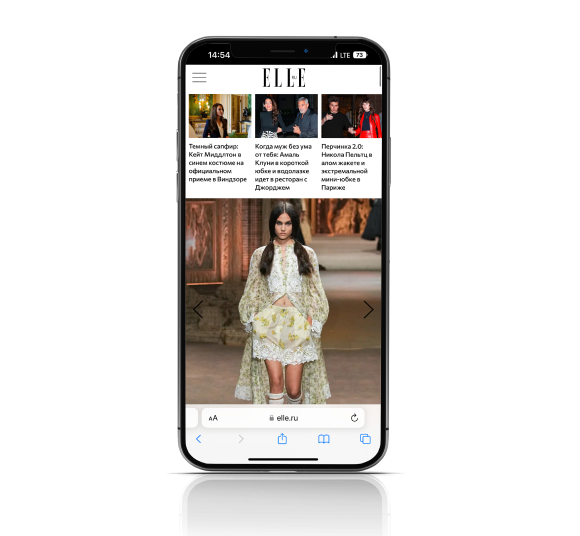 14:54
LTE 73
ELLE
RU
Темный сапфир:
Кейт Миддлтон в
синем костюме на
официальном
приеме в Виндзоре
Когда муж без ума
от тебя: Амаль
Клуни в короткой
юбке и водолазке
идет в ресторан с
Джорджем
Перчинка 2.0:
Никола Пельтц в
алом жакете и
экстремальной
мини-юбке в
Париже
AA
elle.ru